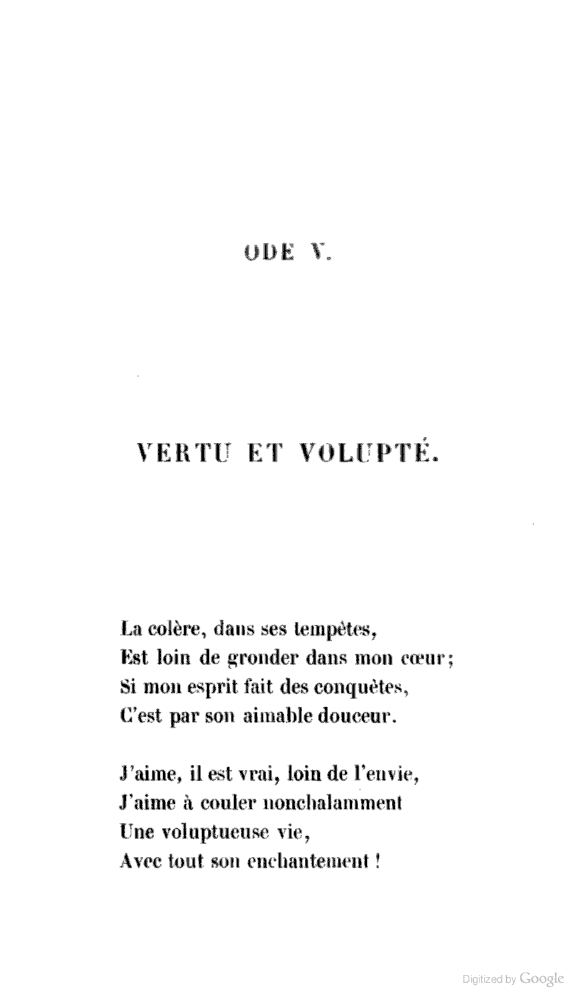 ODE V.
VERTU ET VOLUPTÉ.
La colère, dans ses tempêtes,
Est loin de gronder dans mon cœur;
Si mon esprit fait des conquêtes,
C'est par son aimable douceur.
J'aime, il est vrai, loin de l'envie,
J'aime à couler nonchalamment
Une voluptueuse vie,
Avec tout son enchantement !
Digitized by Google